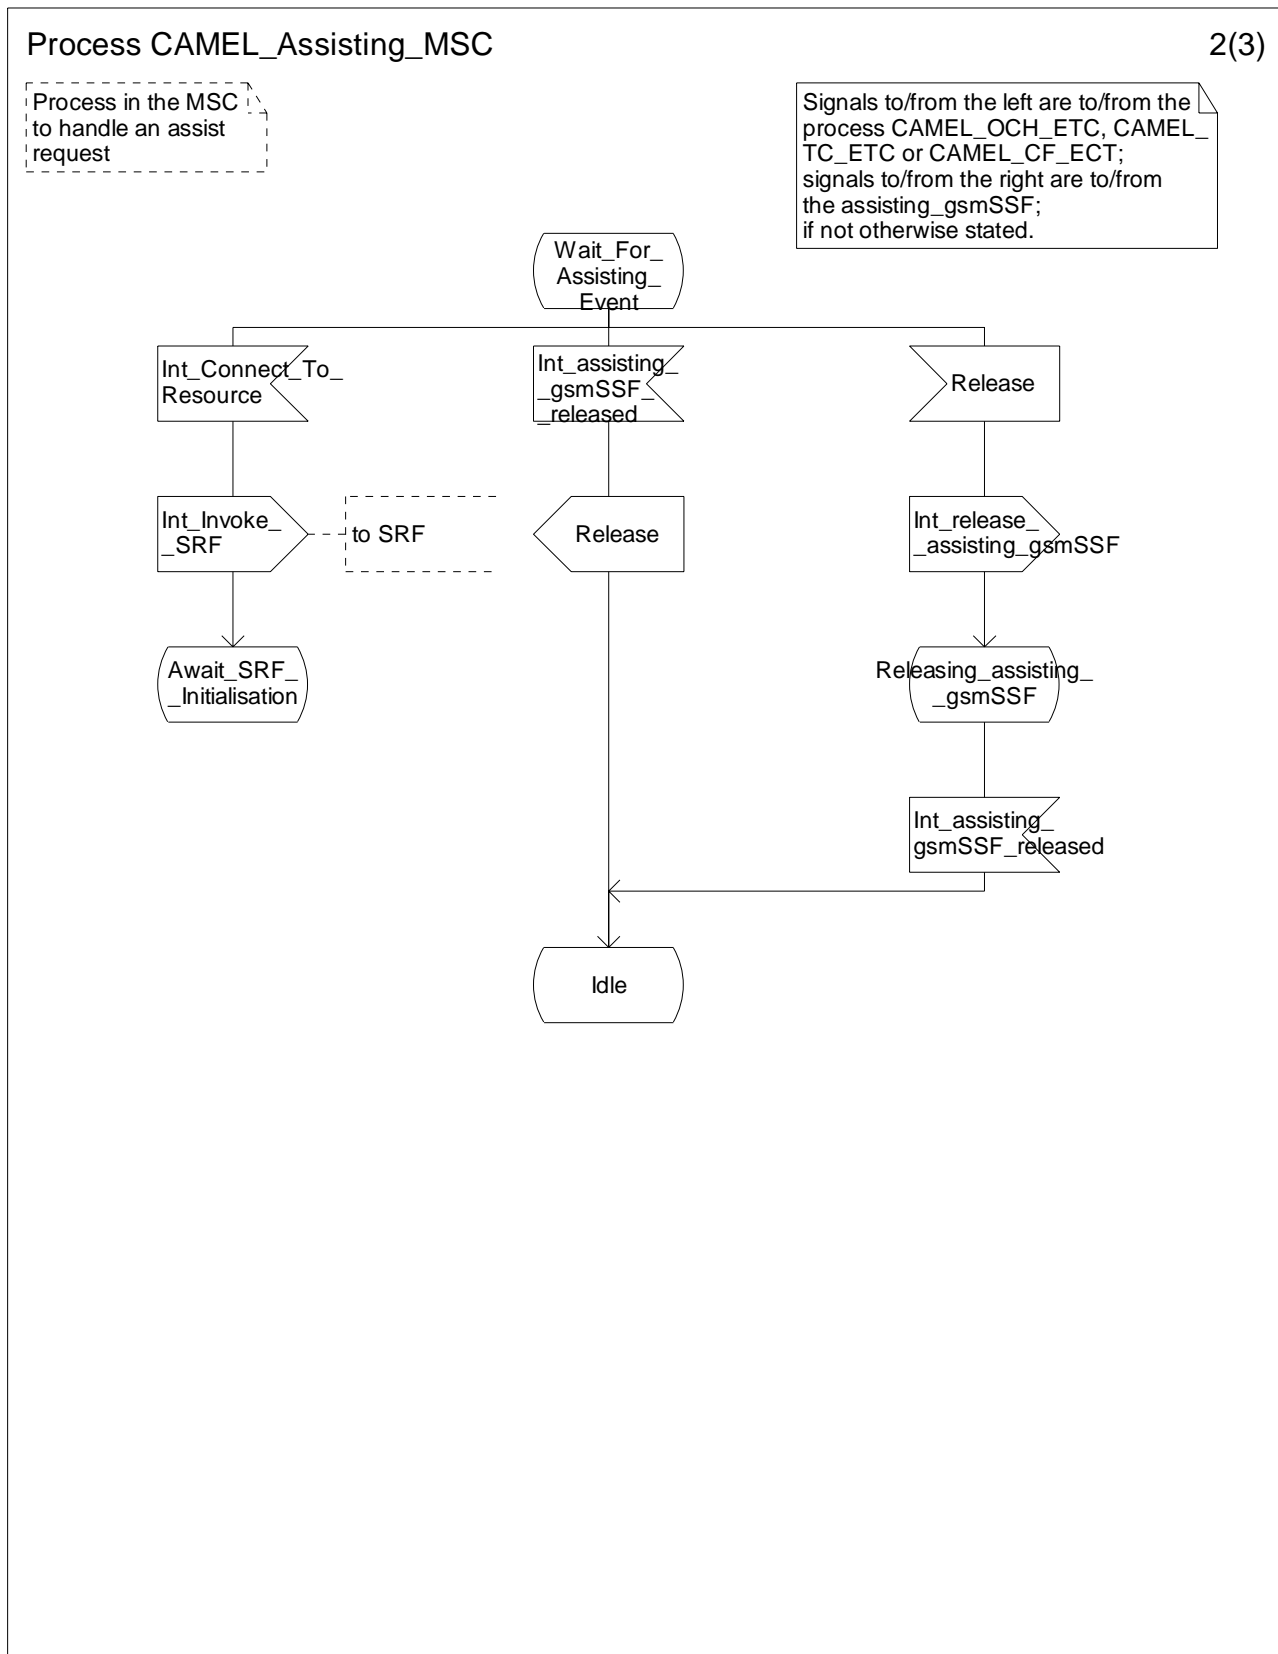 Process CAMEL_Assisting_MSC
2(3)
Process in the MSC
to handle an assist
request
Signals to/from the left are to/from the
process CAMEL_OCH_ETC, CAMEL_
TC_ETC or CAMEL_CF_ECT;
signals to/from the right are to/from
the assisting_gsmSSF;
if not otherwise stated.
Wait_For_
Assisting_
Event
Int_Connect_To_
Resource
Int_assisting_
_gsmSSF_
_released
Release
Int_Invoke_
_SRF
to SRF
Release
Int_release_
_assisting_gsmSSF
Await_SRF_
_Initialisation
Releasing_assisting_
_gsmSSF
Int_assisting_
gsmSSF_released
Idle